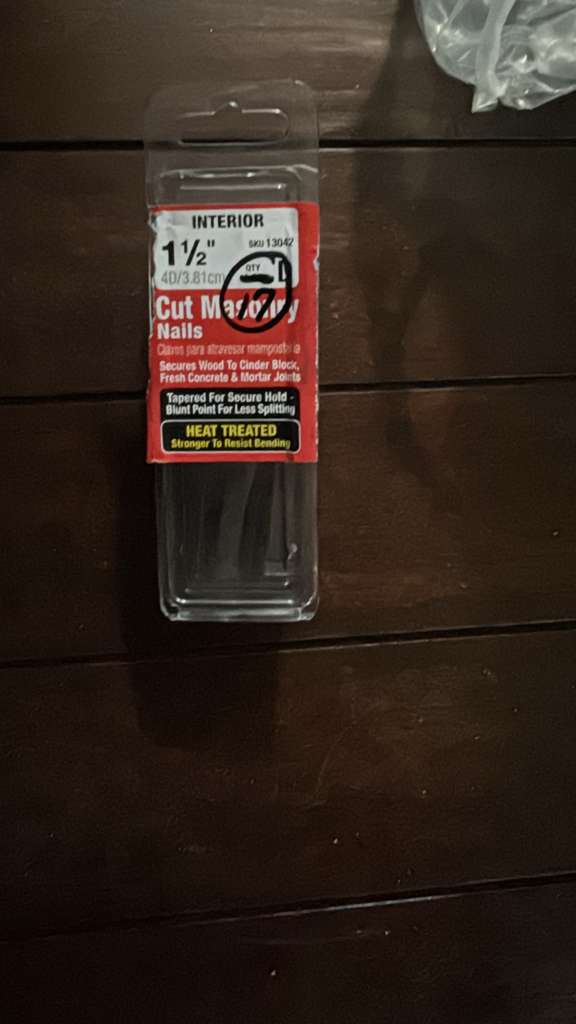 INTERIOR
1½"
SKU 13042
4D/3.81cm
QTY
17
Cut Masonry
Nails
Clavos para atravesar mampostería
Secures Wood To Cinder Block,
Fresh Concrete & Mortar Joints
Tapered For Secure Hold -
Blunt Point For Less Splitting
HEAT TREATED
Stronger To Resist Bending